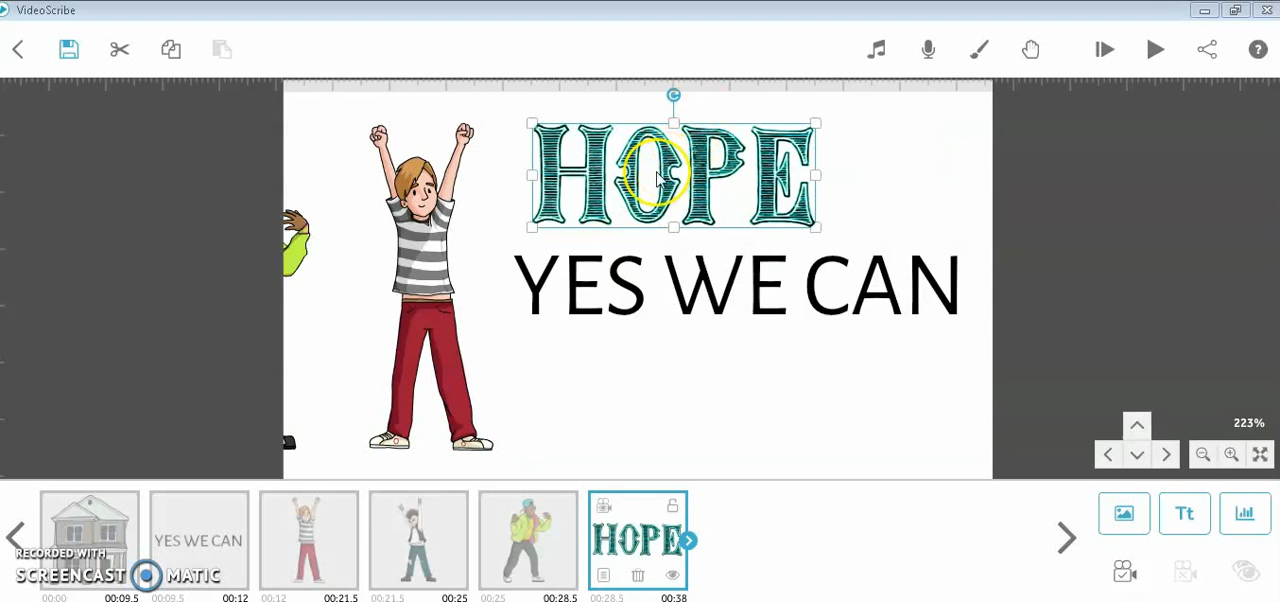 VideoScribe
HOPE
YES WE CAN
223%
YES WE CAN
HOPE
Tt
RECORDED WITH
SCREENCAST MATIC
00:00 00:09.5 00:09.5 00:12 00:12 00:21.5 00:21.5 00:25 00:25 00:28.5 00:28.5 00:38